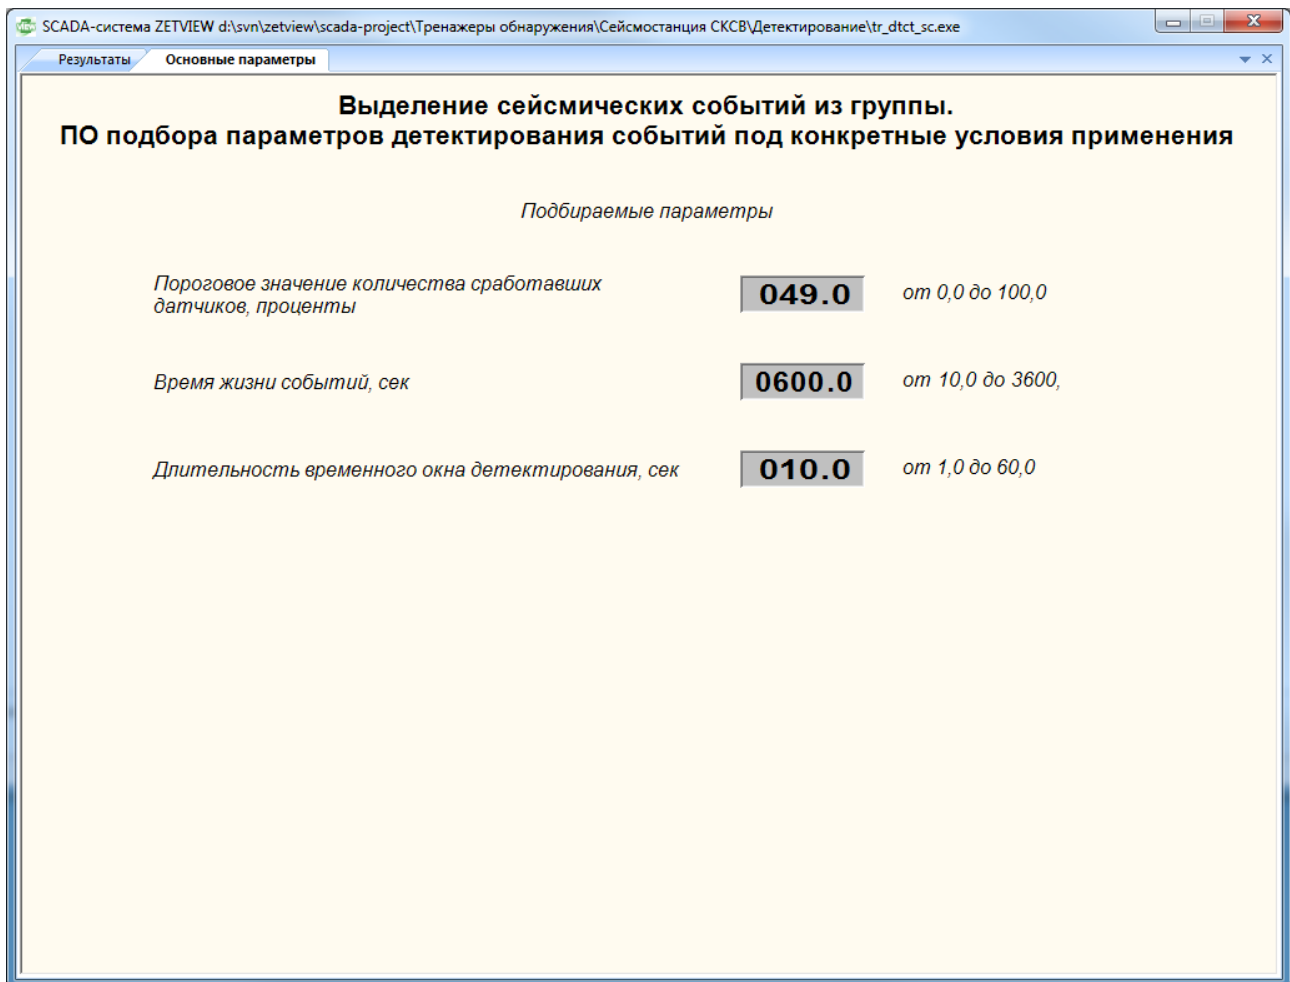 SCADA-система ZETVIEW d:\svn\zetview\scada-project\Тренажеры обнаружения\Сейсмостанция СКСВ\Детектирование\tr_dtct_sc.exe
Результаты Основные параметры
Выделение сейсмических событий из группы.
ПО подбора параметров детектирования событий под конкретные условия применения
Подбираемые параметры
Пороговое значение количества сработавших
датчиков, проценты
049.0
от 0,0 до 100,0
Время жизни событий, сек
0600.0
от 10,0 до 3600,
Длительность временного окна детектирования, сек
010.0
от 1,0 до 60,0